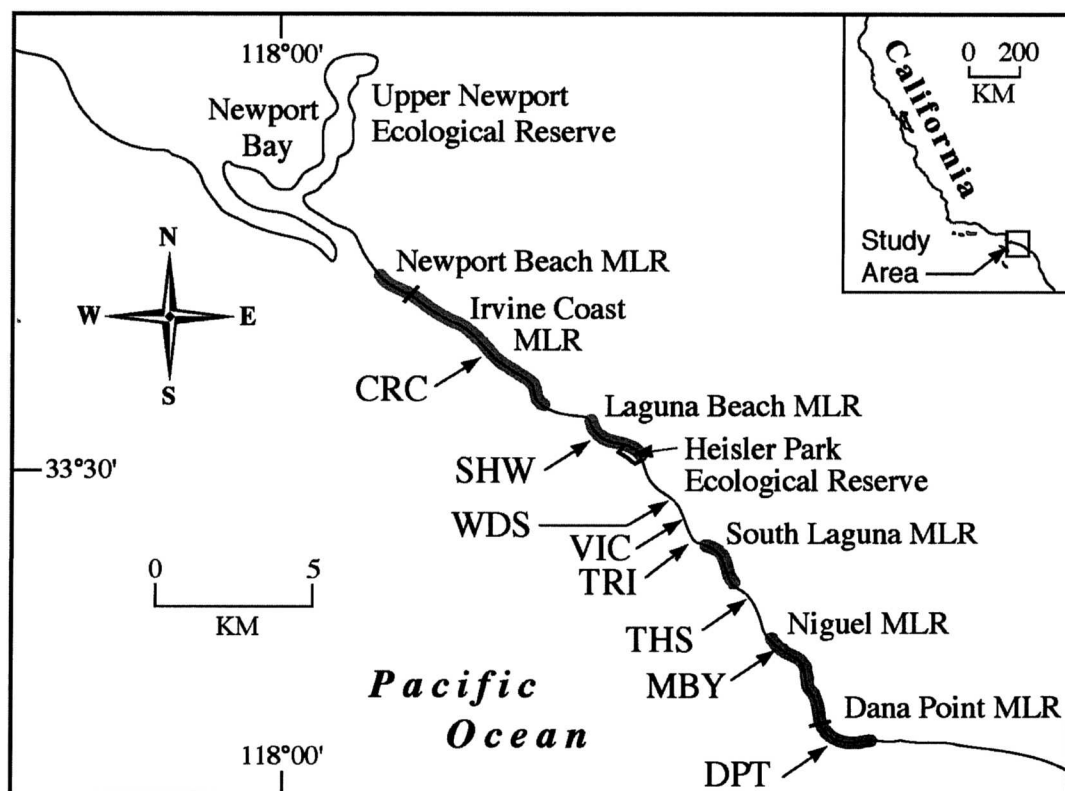 118°00'
Newport
Bay
Upper Newport
Ecological Reserve
California
0 200
KM
Study
Area
N
W E
S
Newport Beach MLR
Irvine Coast
MLR
CRC
Laguna Beach MLR
Heisler Park
Ecological Reserve
SHW
33°30'
WDS
VIC
TRI
South Laguna MLR
0 5
KM
THS
Niguel MLR
MBY
Pacific
Ocean
Dana Point MLR
DPT
118°00'